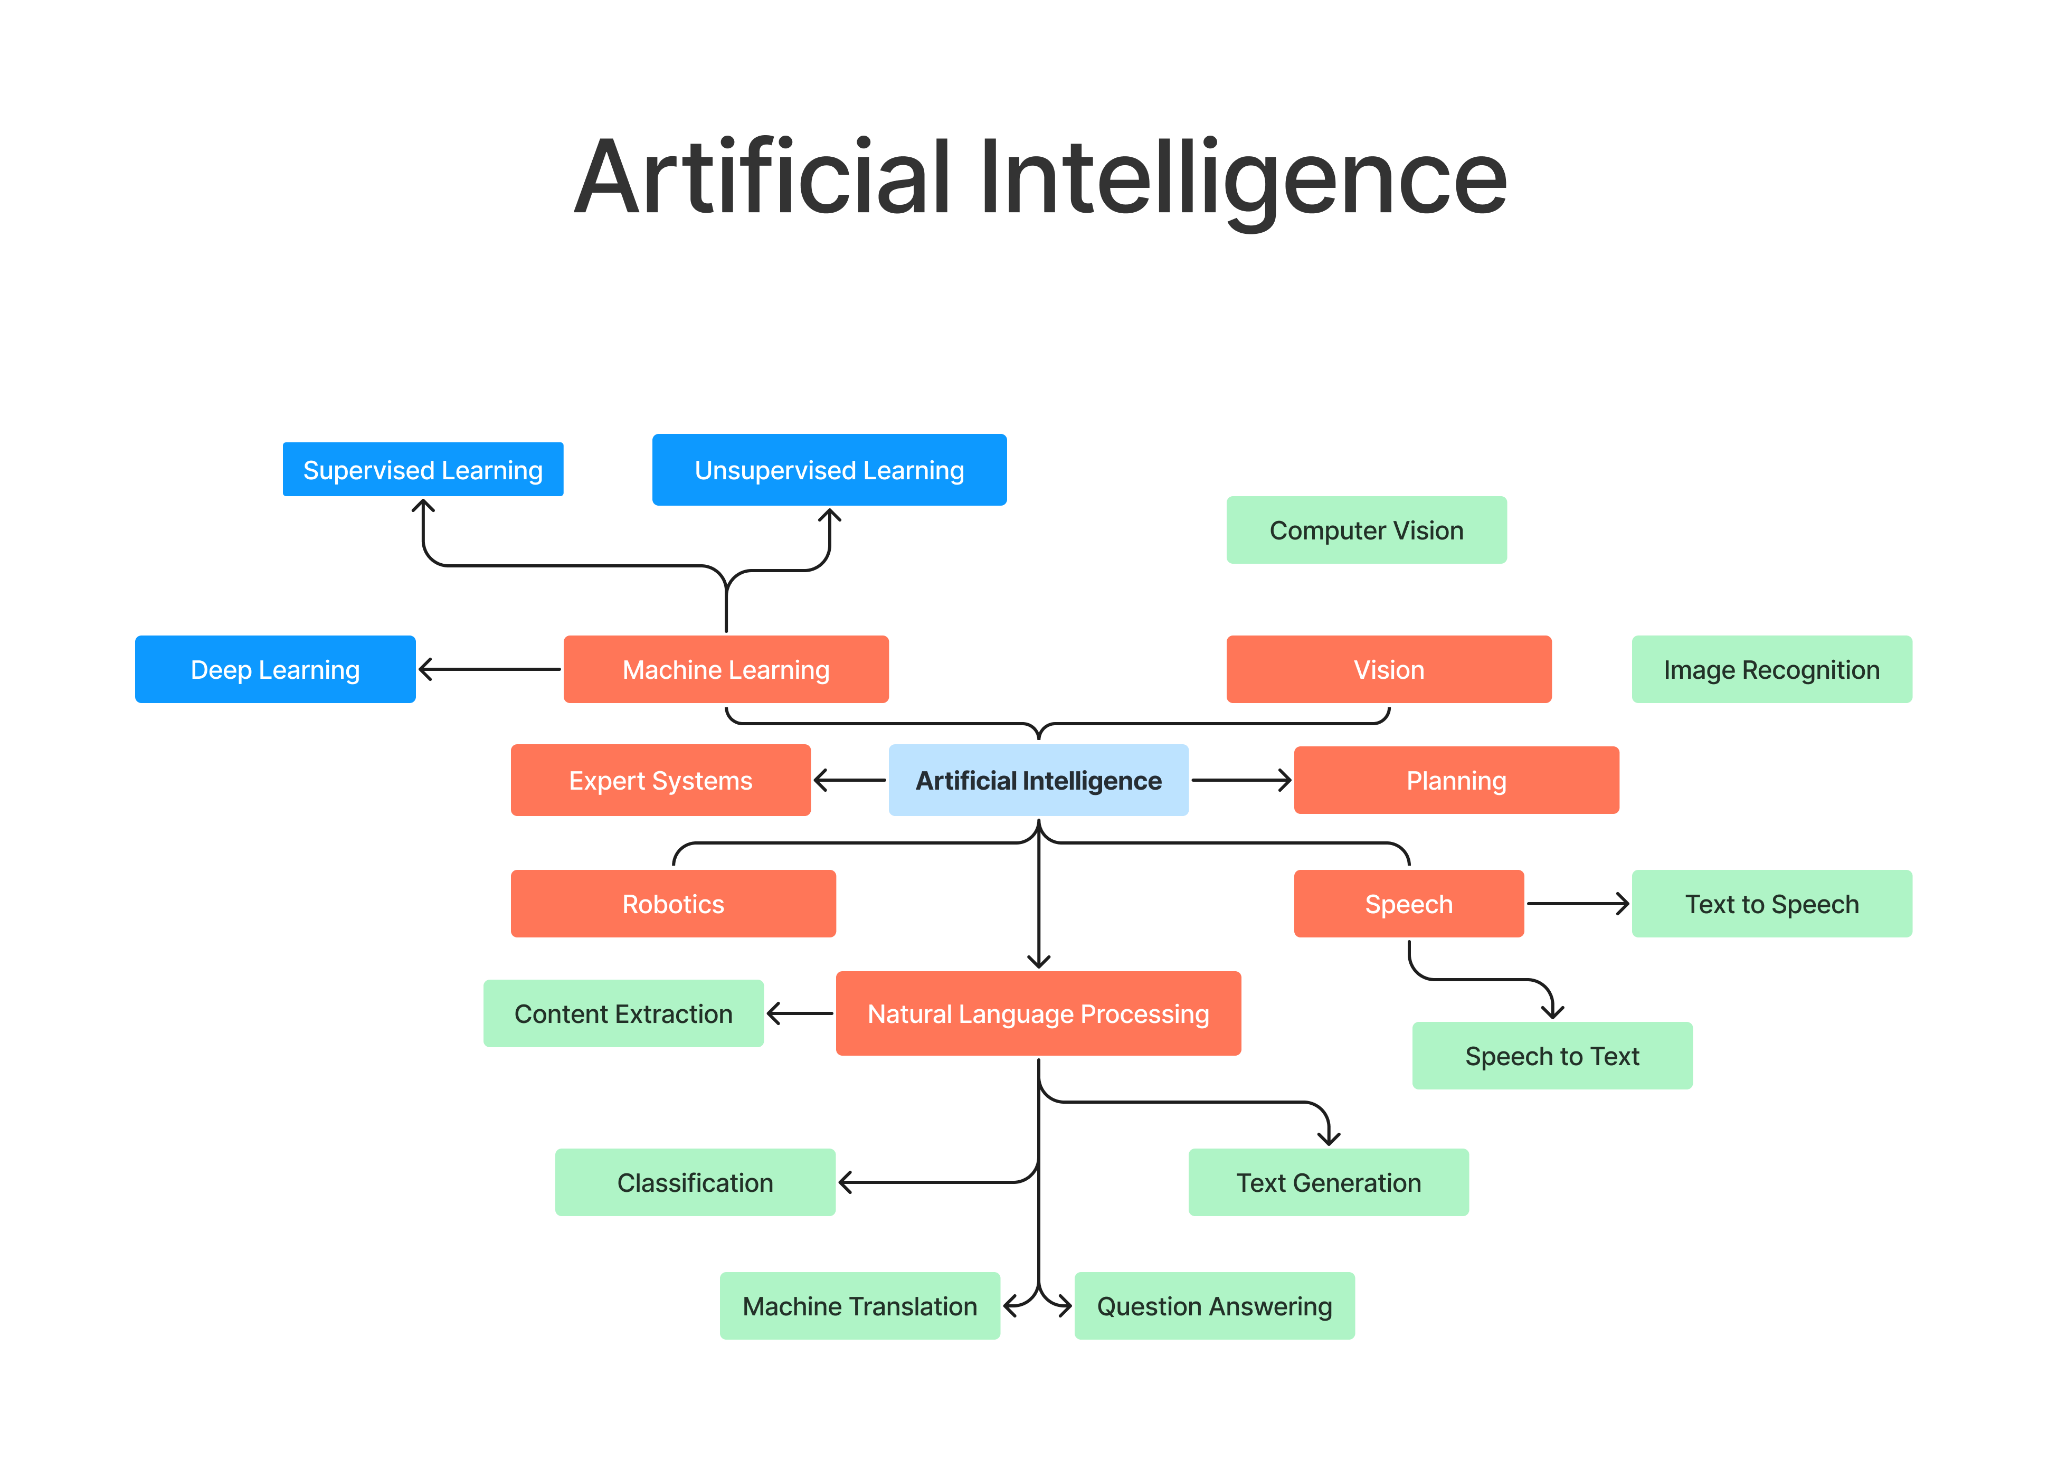 Artificial Intelligence
Supervised Learning
Unsupervised Learning
Computer Vision
Deep Learning
Machine Learning
Vision
Image Recognition
Expert Systems
Artificial Intelligence
Planning
Robotics
Speech
Text to Speech
Content Extraction
Natural Language Processing
Speech to Text
Classification
Text Generation
Machine Translation
Question Answering